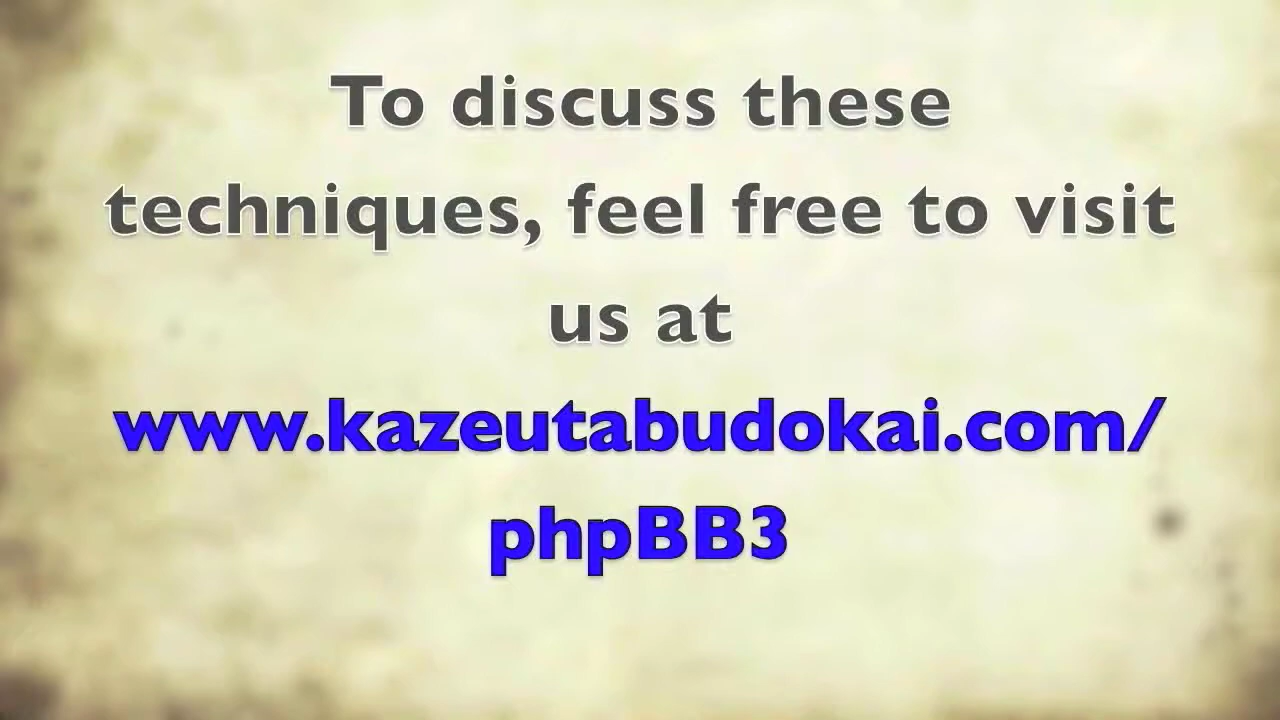 To discuss these
techniques, feel free to visit
us at
www.kazeutabudokai.com/
phpBB3